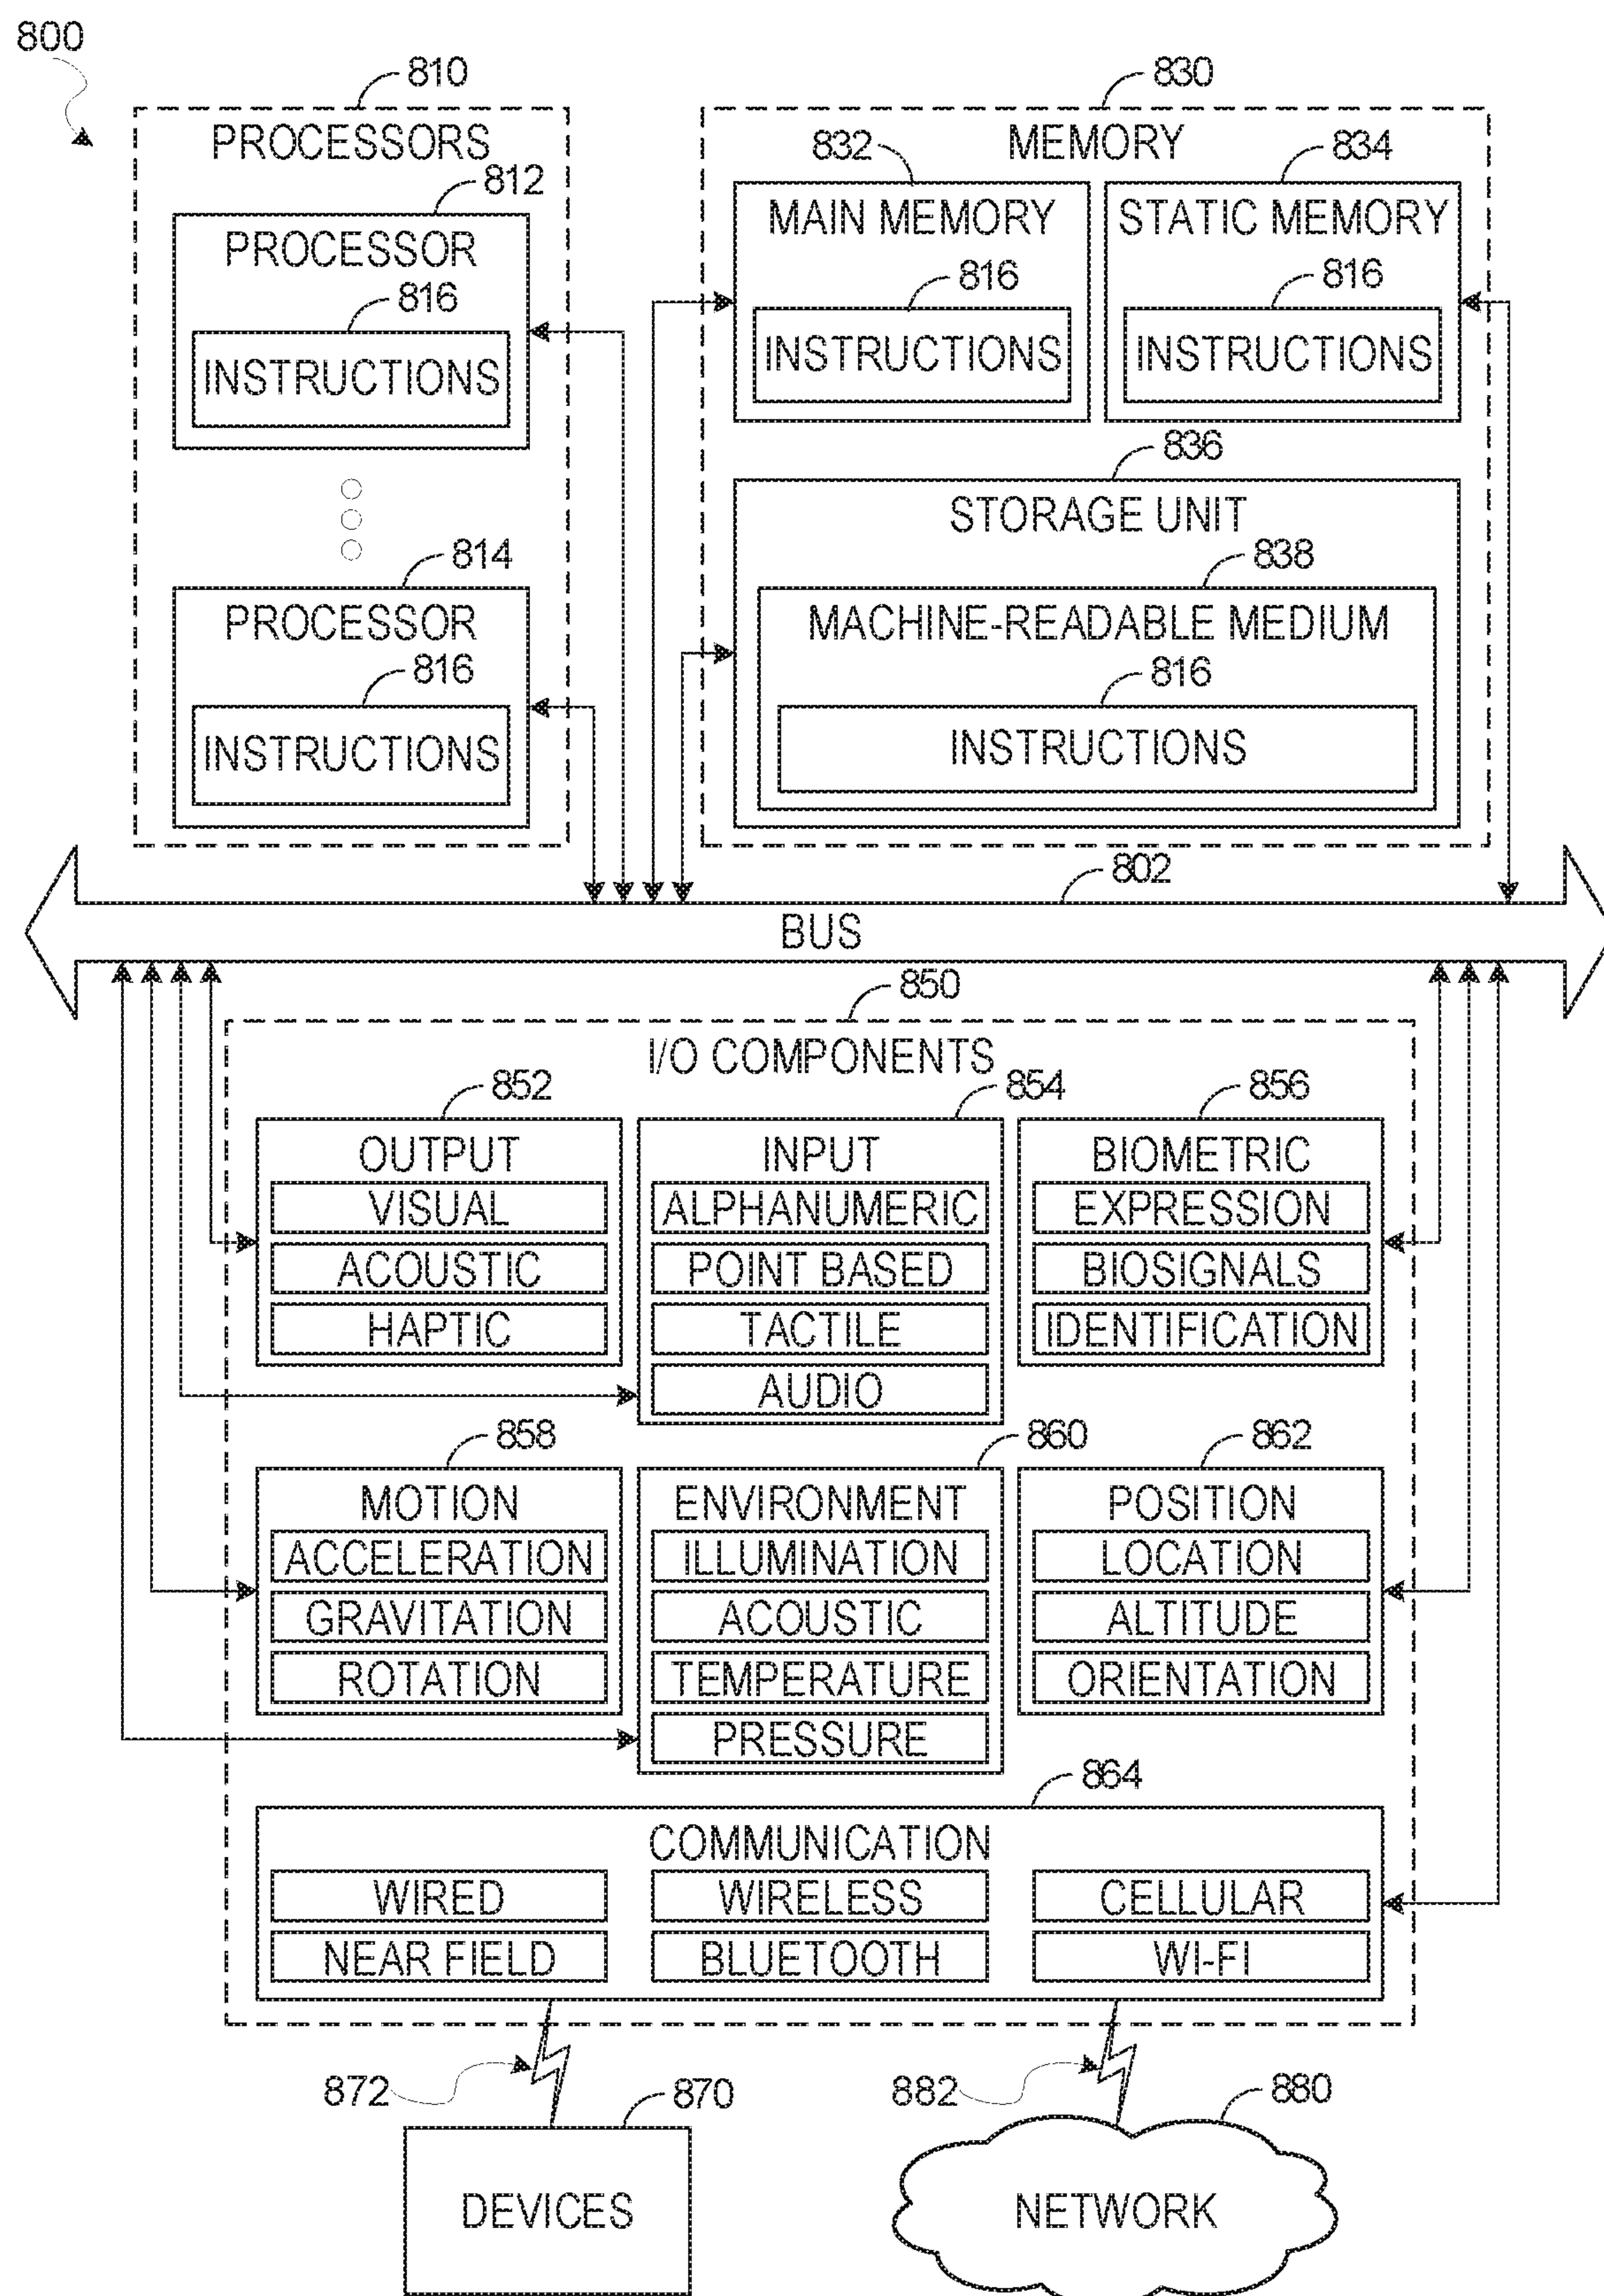 800
810
830
PROCESSORS
MEMORY
812
832
834
PROCESSOR
MAIN MEMORY
STATIC MEMORY
816
816
816
INSTRUCTIONS
INSTRUCTIONS
INSTRUCTIONS
836
STORAGE UNIT
814
838
PROCESSOR
MACHINE-READABLE MEDIUM
816
816
INSTRUCTIONS
INSTRUCTIONS
802
BUS
850
I/O COMPONENTS
852
854
856
OUTPUT
VISUAL
ACOUSTIC
HAPTIC
INPUT
ALPHANUMERIC
POINT BASED
TACTILE
AUDIO
BIOMETRIC
EXPRESSION
BIOSIGNALS
IDENTIFICATION
858
860
862
MOTION
ACCELERATION
GRAVITATION
ROTATION
ENVIRONMENT
ILLUMINATION
ACOUSTIC
TEMPERATURE
PRESSURE
POSITION
LOCATION
ALTITUDE
ORIENTATION
864
COMMUNICATION
WIRED
WIRELESS
CELLULAR
NEAR FIELD
BLUETOOTH
WI-FI
872
870
882
880
DEVICES
NETWORK